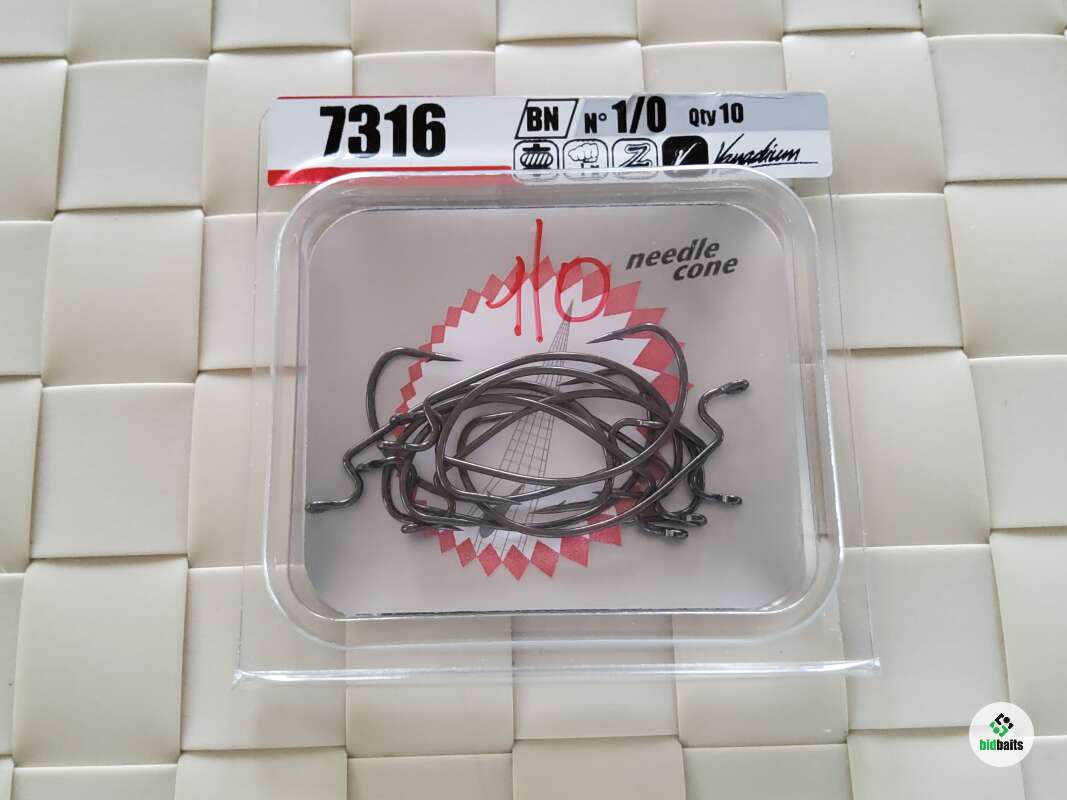 7316 BN N° 1/0 Qty 10
Vanadium
1/0
needle
cone
bidbaits